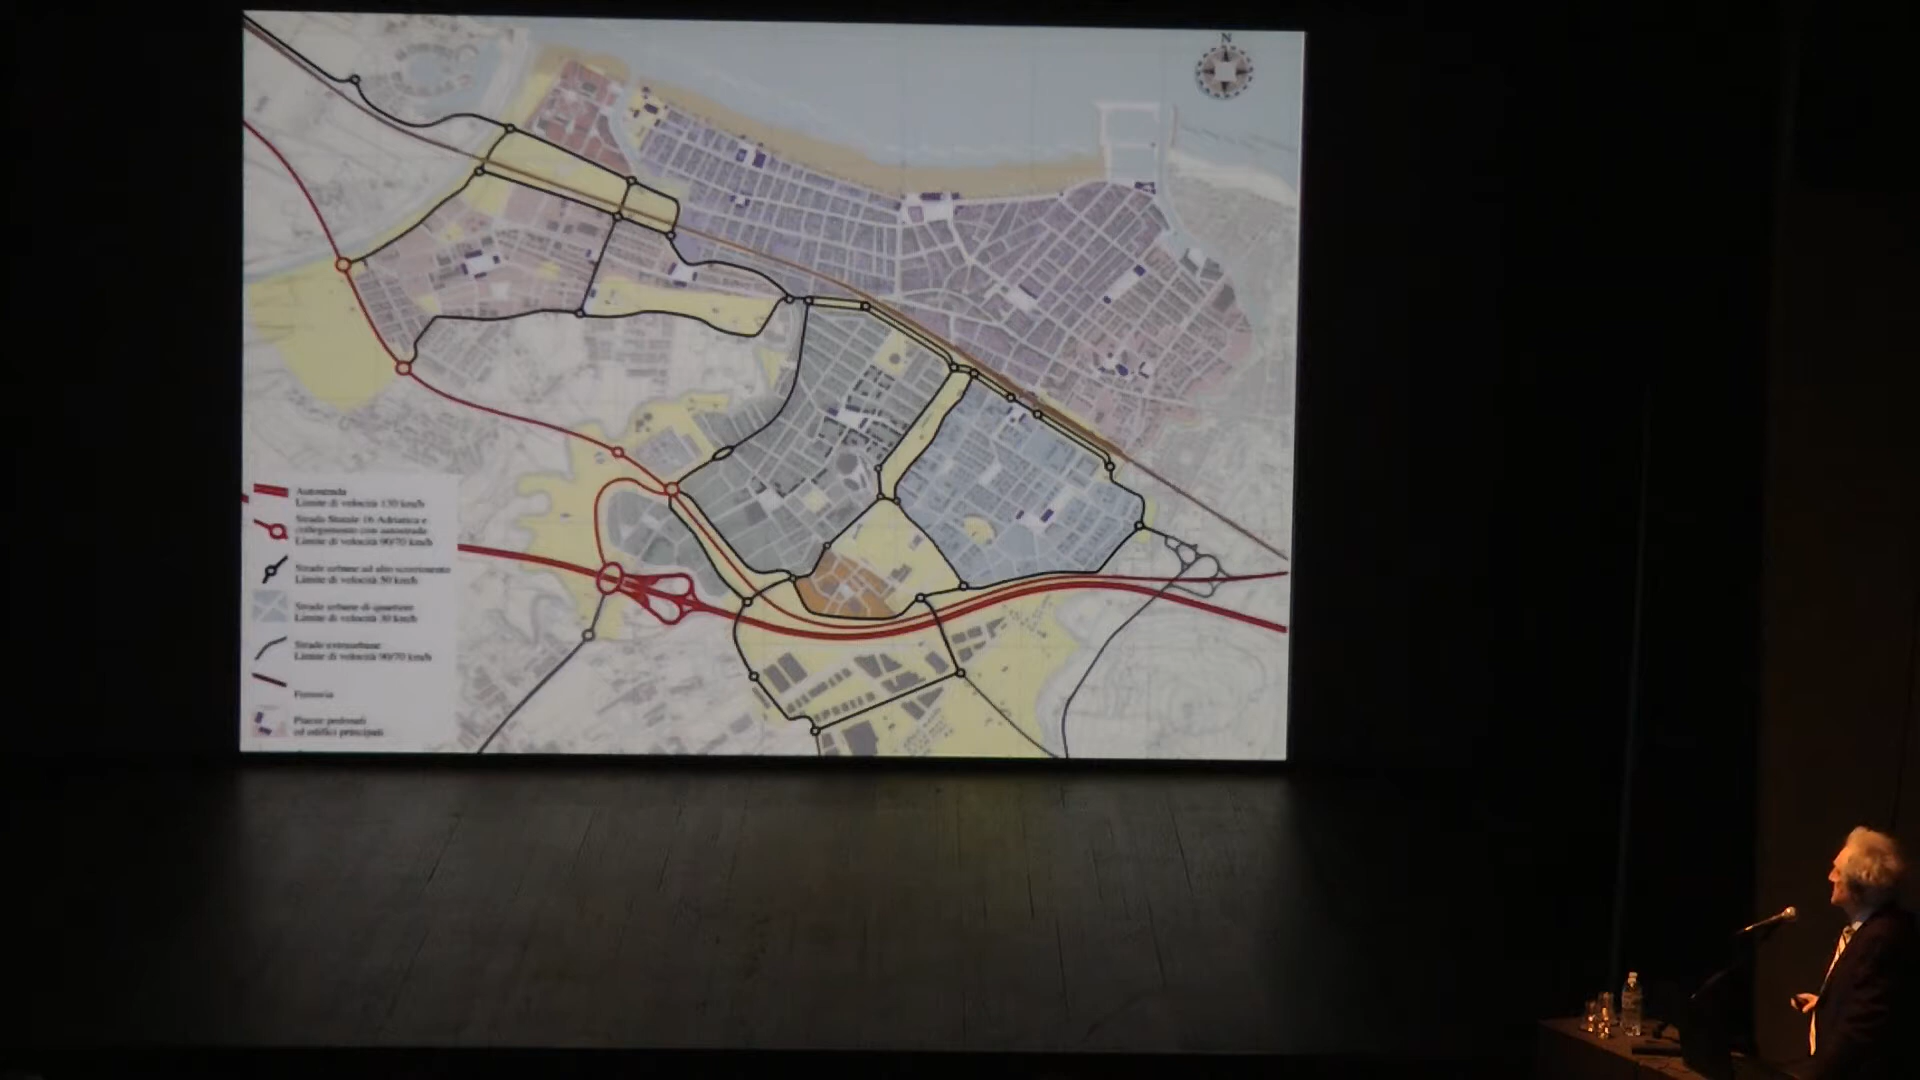 N
Autostrada
Limite di velocità 130 km/h
Strada Statale 16 Adriatica e
collegamento con autostrade
Limite di velocità 90/70 km/h
Strade urbane ad alto scorrimento
Limite di velocità 50 km/h
Strade urbane di quartiere
Limite di velocità 30 km/h
Strade extraurbane
Limite di velocità 90/70 km/h
Ferrovia
Piazze pedonali
ed edifici principali